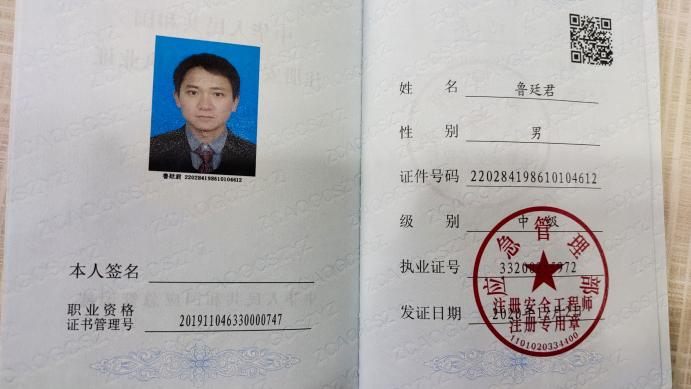 鲁廷君 220284198610104612
本人签名
职业资格
证书管理号 201911046330000747
姓 名 鲁廷君
性 别 男
证件号码 220284198610104612
级 别 中 级
执业证号
发证日期
应急管理部
注册安全工程师
注册专用章
1101020334400